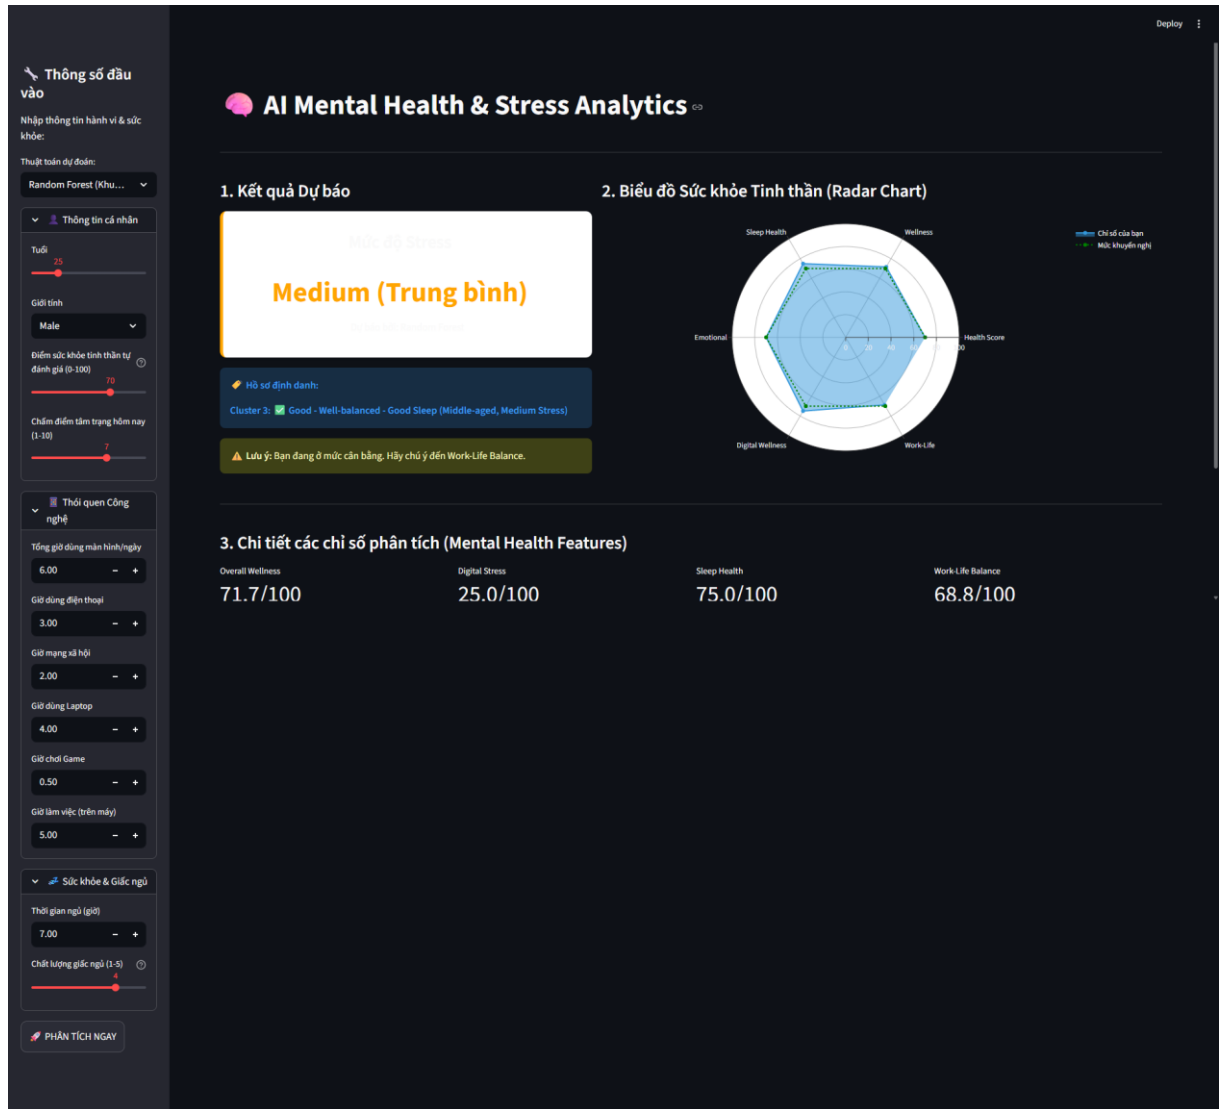 Deploy
Thông số đầu
vào
Nhập thông tin hành vi & sức
khỏe:
Thuật toán dự đoán:
Random Forest (Khu...
Thông tin cá nhân
Tuổi
25
Giới tính
Male
Điểm sức khỏe tinh thần tự
đánh giá (0-100)
70
Chấm điểm tâm trạng hôm nay
(1-10)
7
Thói quen Công
nghệ
Tổng giờ dùng màn hình/ngày
6.00
Giờ dùng điện thoại
3.00
Giờ mạng xã hội
2.00
Giờ dùng Laptop
4.00
Giờ chơi Game
0.50
Giờ làm việc (trên máy)
5.00
Sức khỏe & Giấc ngủ
Thời gian ngủ (giờ)
7.00
Chất lượng giấc ngủ (1-5)
4
PHÂN TÍCH NGAY
AI Mental Health & Stress Analytics
1. Kết quả Dự báo
Mức độ Stress
Medium (Trung bình)
Hồ sơ định danh:
Cluster 3: ✅ Good - Well-balanced - Good Sleep (Middle-aged, Medium Stress)
Lưu ý: Bạn đang ở mức cân bằng. Hãy chú ý đến Work-Life Balance.
2. Biểu đồ Sức khỏe Tinh thần (Radar Chart)
Sleep Health
Wellness
Emotional
Health Score
Digital Wellness
Work-Life
0 20 40 60 80 100
Chỉ số của bạn
Mức khuyến nghị
3. Chi tiết các chỉ số phân tích (Mental Health Features)
Overall Wellness
71.7/100
Digital Stress
25.0/100
Sleep Health
75.0/100
Work-Life Balance
68.8/100